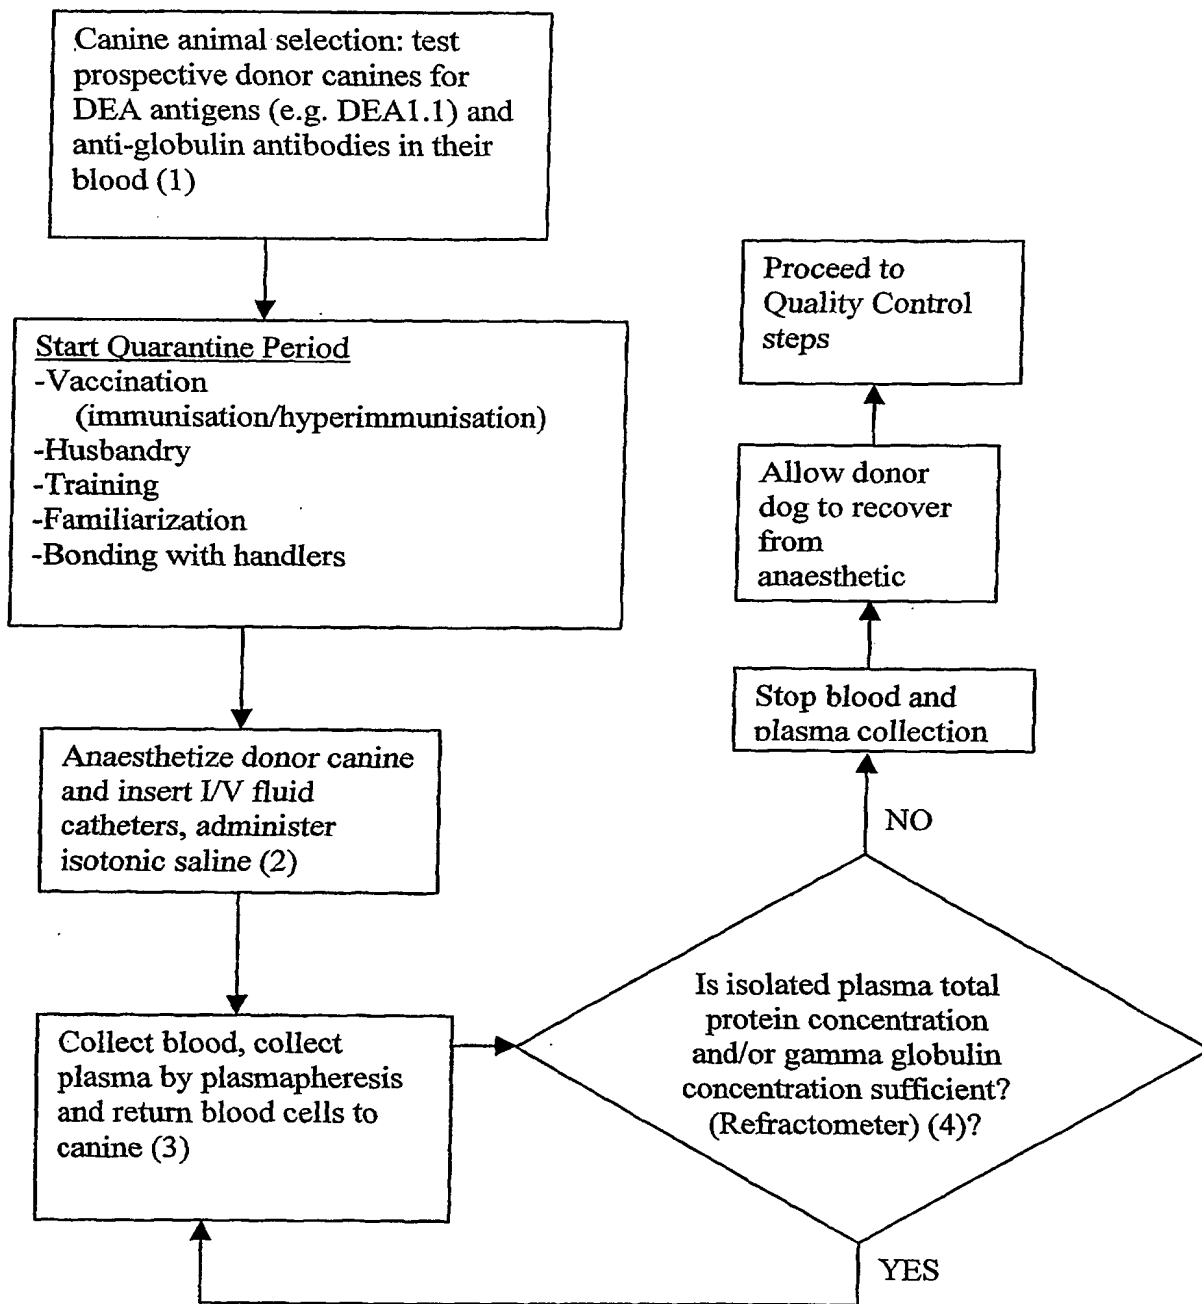 Canine animal selection: test
prospective donor canines for
DEA antigens (e.g. DEA1.1) and
anti-globulin antibodies in their
blood (1)
Start Quarantine Period
-Vaccination
(immunisation/hyperimmunisation)
-Husbandry
-Training
-Familiarization
-Bonding with handlers
Anaesthetize donor canine
and insert I/V fluid
catheters, administer
isotonic saline (2)
Collect blood, collect
plasma by plasmapheresis
and return blood cells to
canine (3)
Is isolated plasma total
protein concentration
and/or gamma globulin
concentration sufficient?
(Refractometer) (4)?
YES
NO
Stop blood and
plasma collection
Allow donor
dog to recover
from
anaesthetic
Proceed to
Quality Control
steps